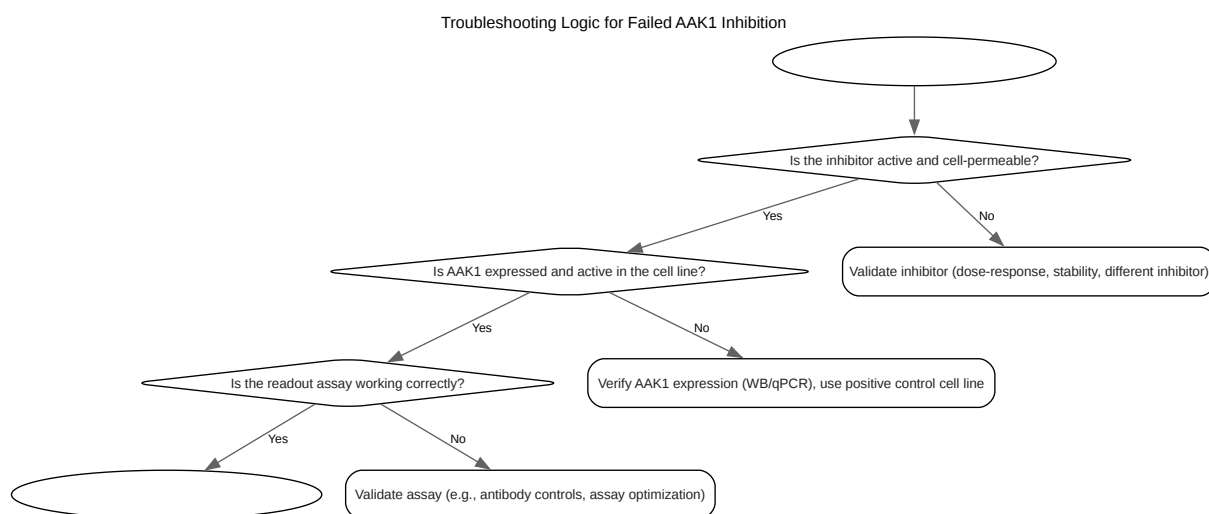 Troubleshooting Logic for Failed AAK1 Inhibition
Is the inhibitor active and cell-permeable?
Yes
No
Is AAK1 expressed and active in the cell line?
Validate inhibitor (dose-response, stability, different inhibitor)
Yes
No
Is the readout assay working correctly?
Verify AAK1 expression (WB/qPCR), use positive control cell line
Yes
No
Validate assay (e.g., antibody controls, assay optimization)